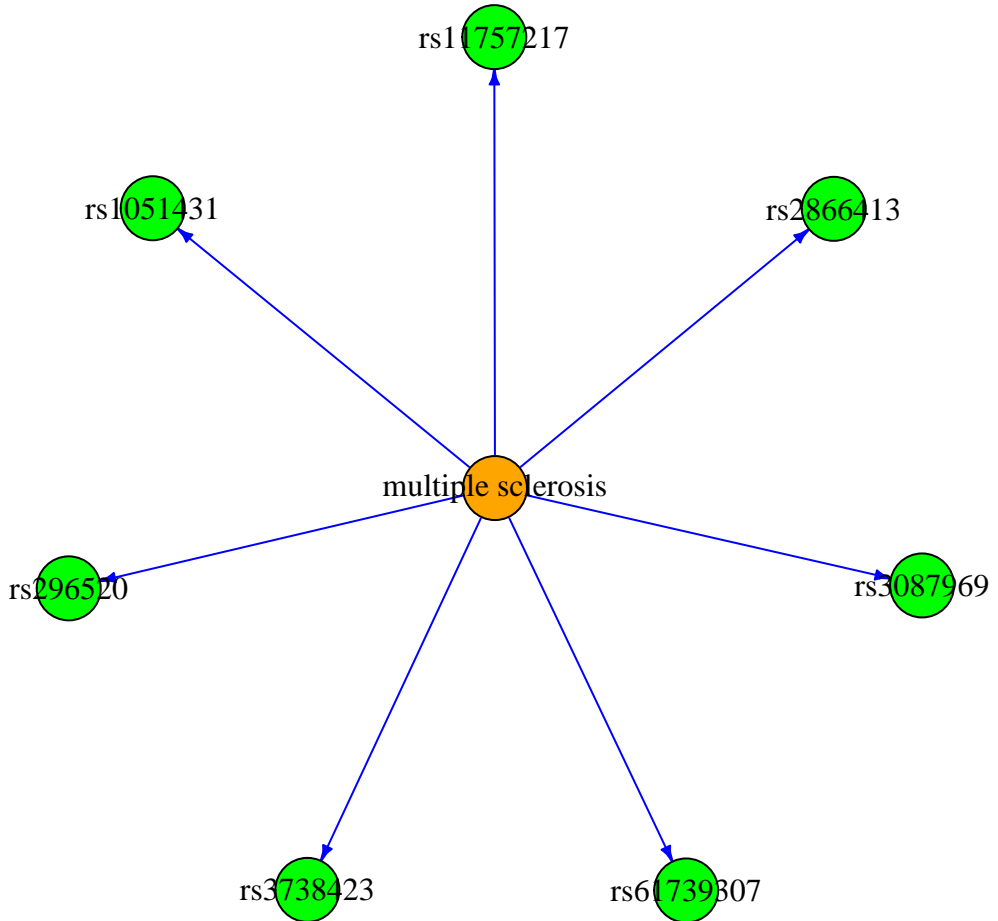 rs11757217
rs1051431
rs2866413
multiple sclerosis
rs296520
rs3087969
rs3738423
rs61739307